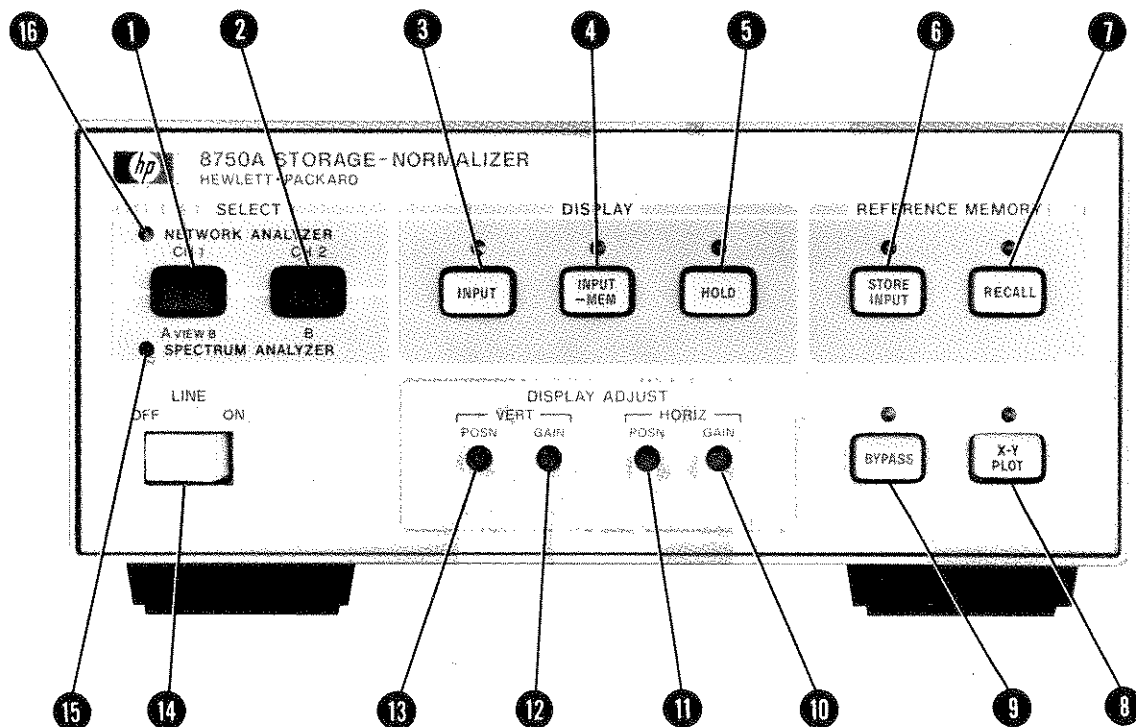 16 1 2 3 4 5 6 7
hp 8750A STORAGE-NORMALIZER
HEWLETT·PACKARD
SELECT
NETWORK ANALYZER
CH 1 CH 2
A VIEW B B
SPECTRUM ANALYZER
DISPLAY
INPUT
INPUT
-MEM
HOLD
REFERENCE MEMORY
STORE
INPUT
RECALL
LINE
OFF ON
DISPLAY ADJUST
VERT HORIZ
POSN GAIN POSN GAIN
BYPASS
X-Y
PLOT
15 14 13 12 11 10 9 8